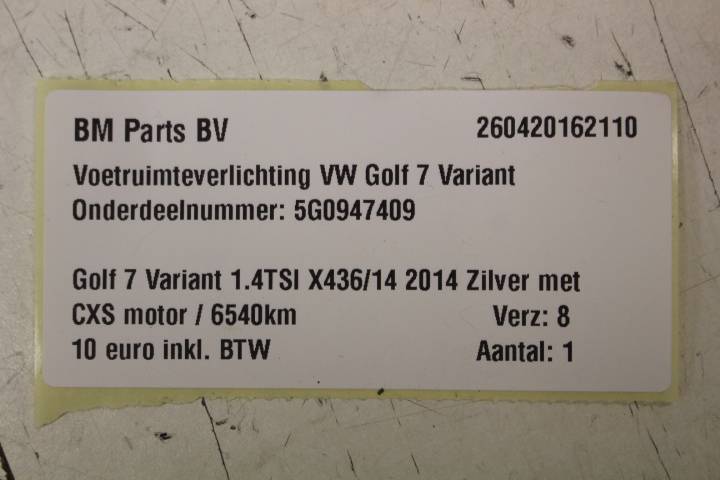 BM Parts BV 260420162110
Voetruimteverlichting VW Golf 7 Variant
Onderdeelnummer: 5G0947409
Golf 7 Variant 1.4TSI X436/14 2014 Zilver met
CXS motor / 6540km Verz: 8
10 euro inkl. BTW Aantal: 1